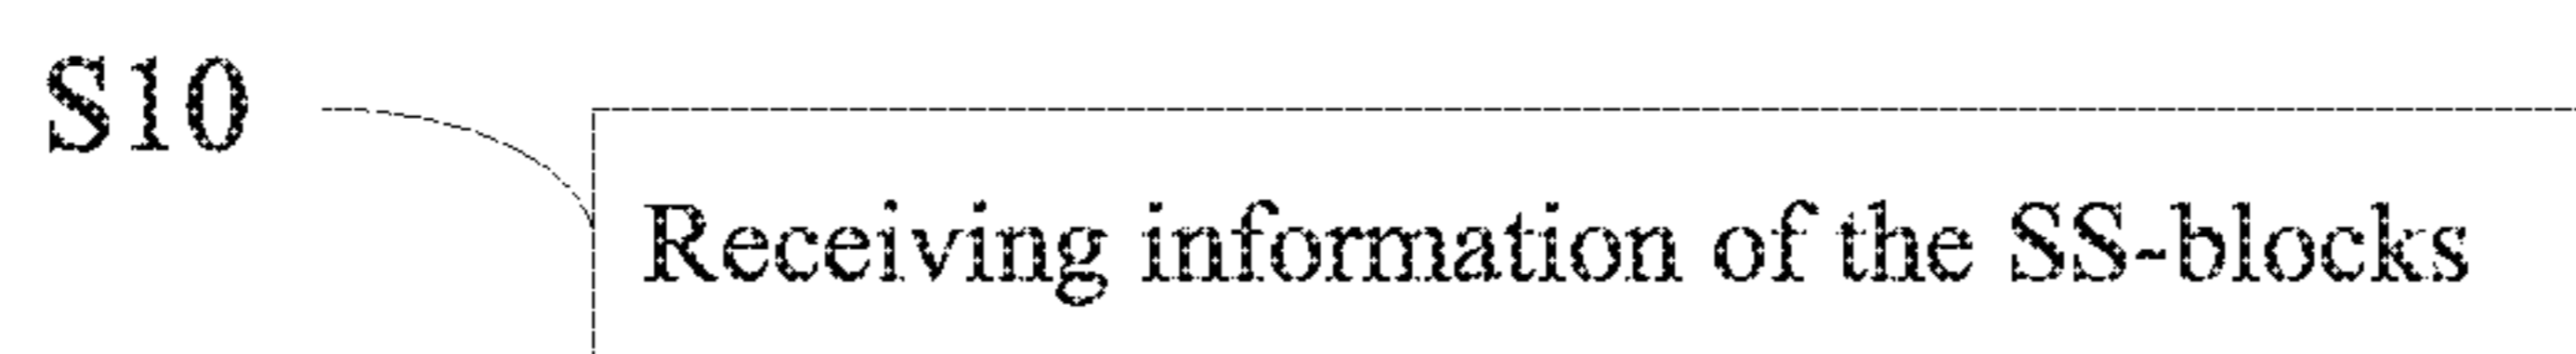 S10
Receiving information of the SS-blocks